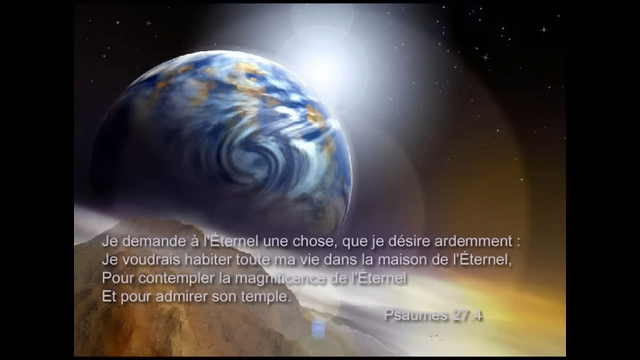 Je demande à l'Éternel une chose, que je désire ardemment :
Je voudrais habiter toute ma vie dans la maison de l'Éternel,
Pour contempler la magnificence de l'Éternel
Et pour admirer son temple.
Psaumes 27.4